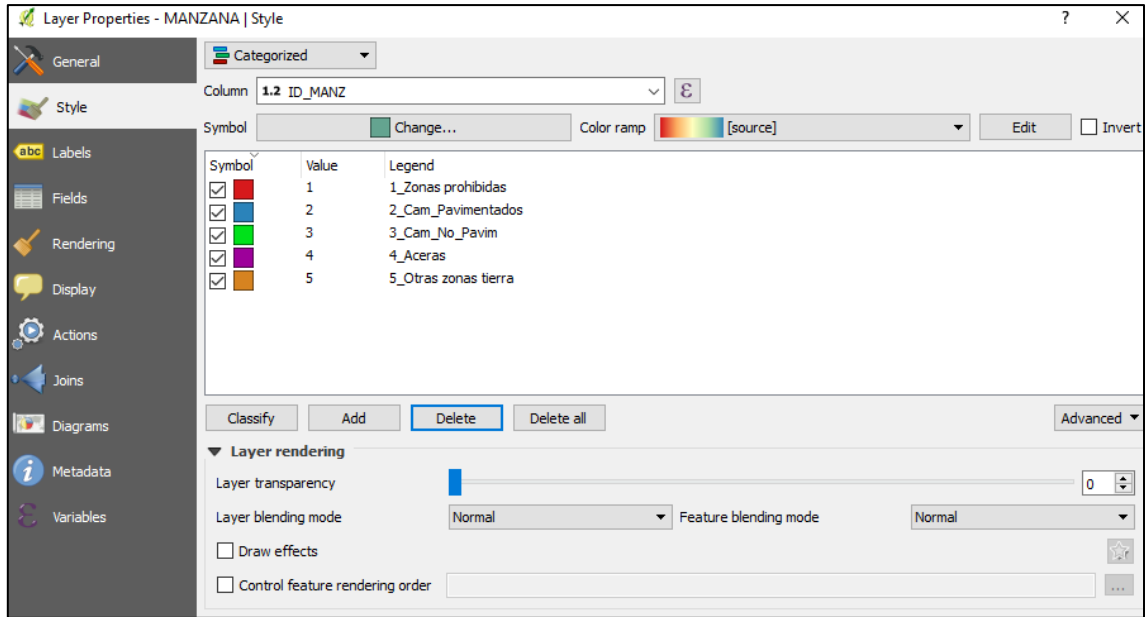 Layer Properties - MANZANA | Style ? X
General
Style
abc Labels
Fields
Rendering
Display
Actions
Joins
Diagrams
i Metadata
ε Variables
Categorized
Column 1.2 ID_MANZ ε
Symbol Change... Color ramp [source] Edit Invert
Symbol Value Legend
1 1_Zonas prohibidas
2 2_Cam_Pavimentados
3 3_Cam_No_Pavim
4 4_Aceras
5 5_Otras zonas tierra
Classify Add Delete Delete all Advanced
Layer rendering
Layer transparency 0
Layer blending mode Normal Feature blending mode Normal
Draw effects
Control feature rendering order ...